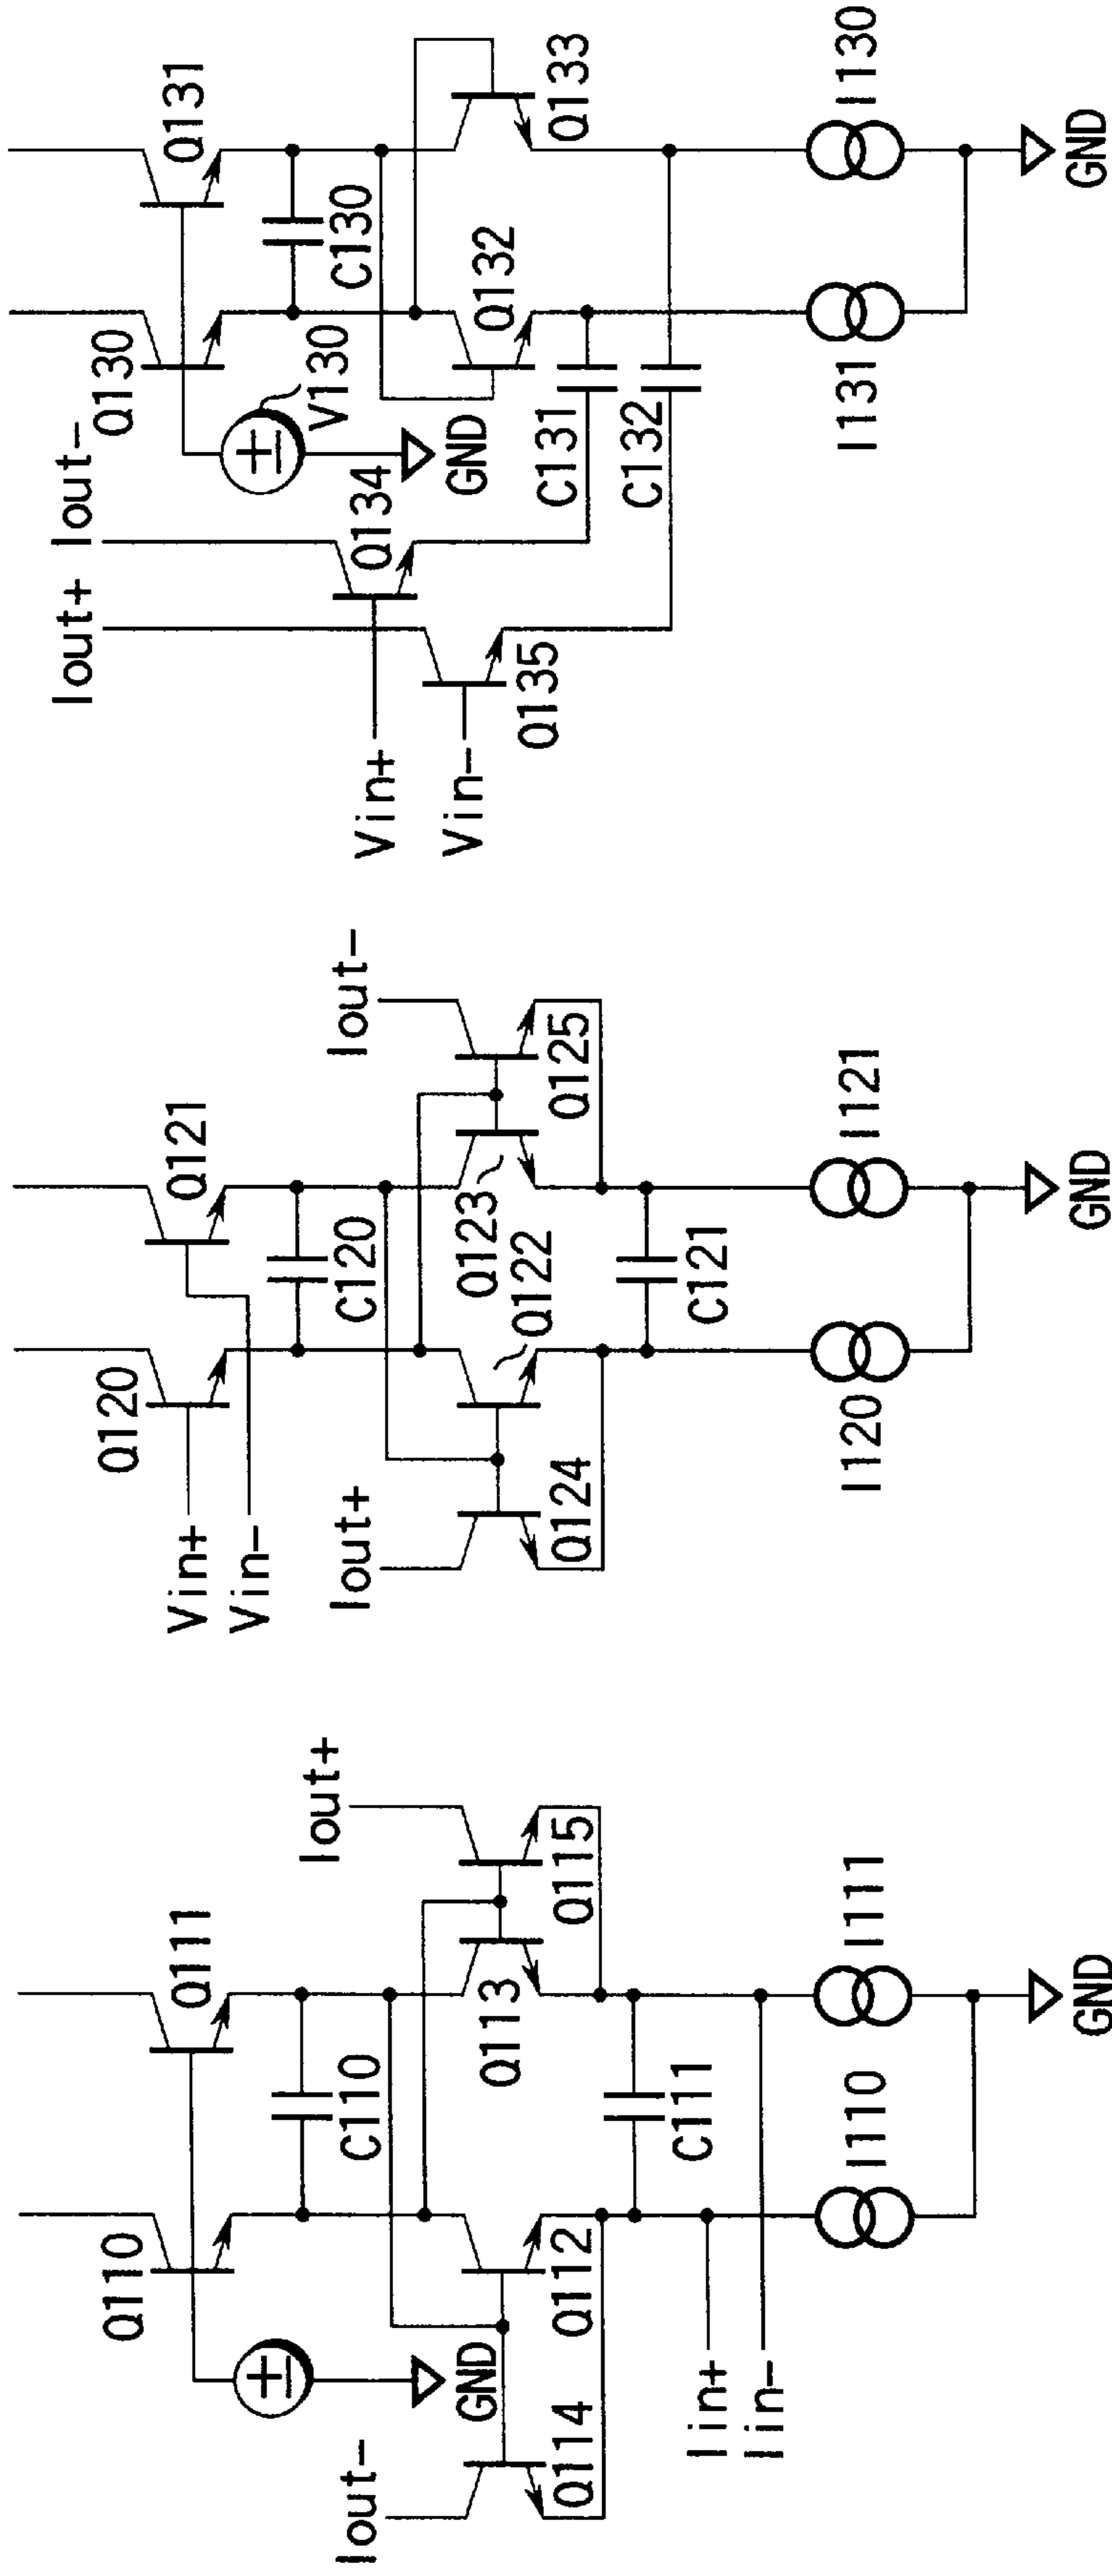 Iout-
Q110
Q111
Iout+
C110
GND
Q114
Q112
Q113
Q115
C111
Iin+
Iin-
I110
I111
GND
Vin+
Vin-
Q120
Q121
Iout-
C120
Iout+
Q124
Q122
Q123
Q125
C121
I120
I121
GND
Iout+
Iout-
Q130
Q131
C130
V130
GND
Q134
Q132
Q133
Vin+
Vin-
Q135
C131
C132
I131
I130
GND